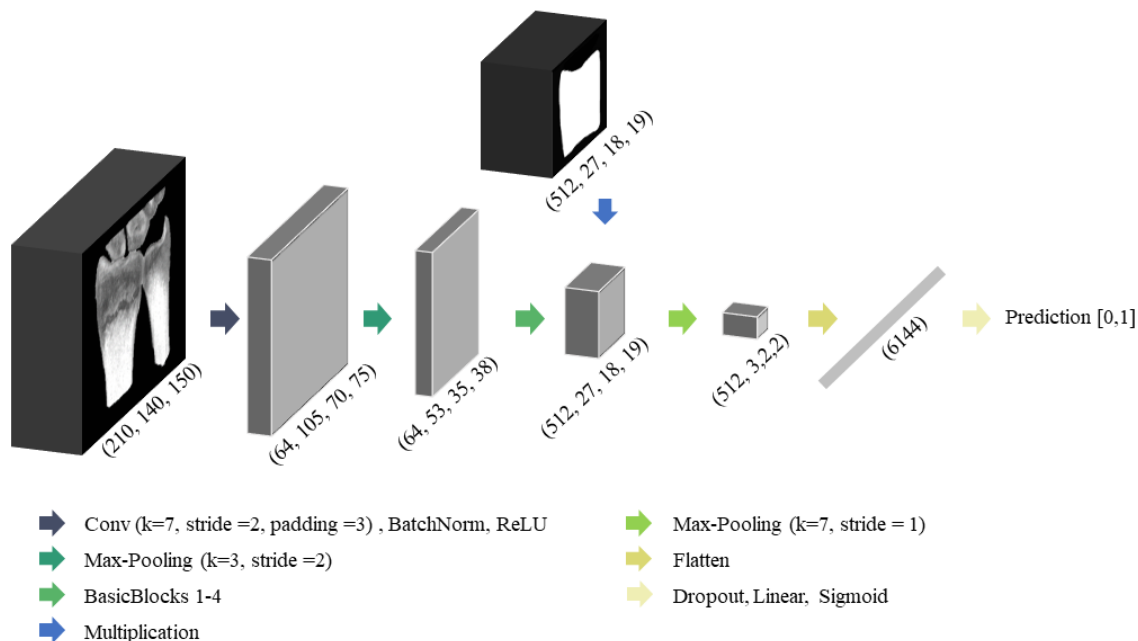 (512, 27, 18, 19)
(210, 140, 150)
(64, 105, 70, 75)
(64, 53, 35, 38)
(512, 27, 18, 19)
(512, 3,2,2)
(6144)
Prediction [0,1]
Conv (k=7, stride =2, padding =3) , BatchNorm, ReLU
Max-Pooling (k=3, stride =2)
BasicBlocks 1-4
Multiplication
Max-Pooling (k=7, stride = 1)
Flatten
Dropout, Linear, Sigmoid